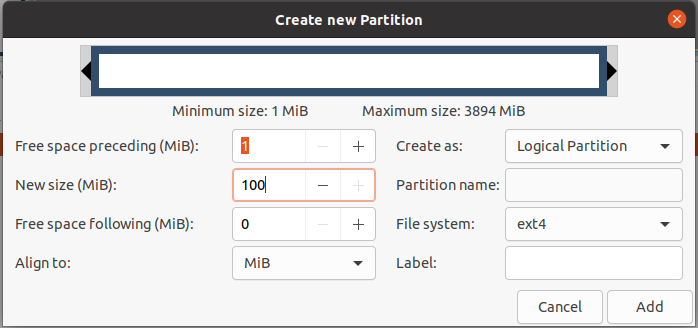 Create new Partition
Minimum size: 1 MiB Maximum size: 3894 MiB
Free space preceding (MiB): 1 Create as: Logical Partition
New size (MiB): 100 Partition name:
Free space following (MiB): 0 File system: ext4
Align to: MiB Label:
Cancel Add